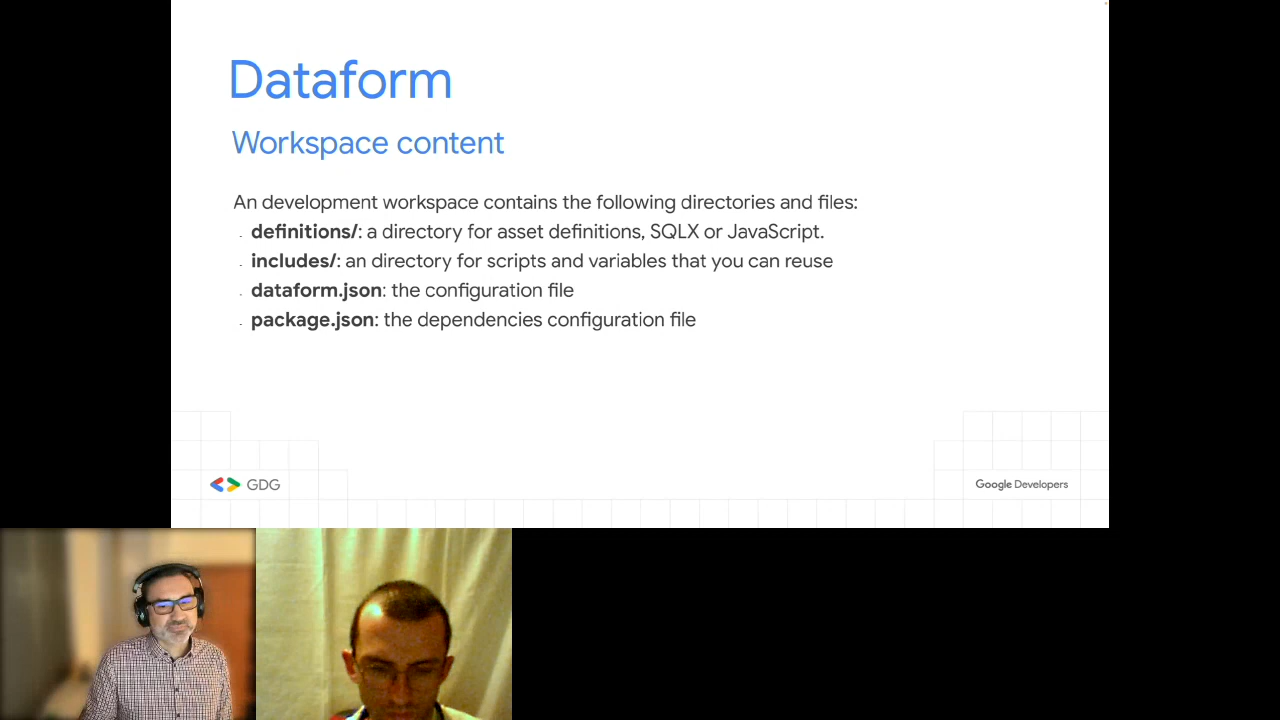 Dataform
Workspace content
An development workspace contains the following directories and files:
definitions/: a directory for asset definitions, SQLX or JavaScript.
includes/: an directory for scripts and variables that you can reuse
dataform.json: the configuration file
package.json: the dependencies configuration file
GDG
Google Developers